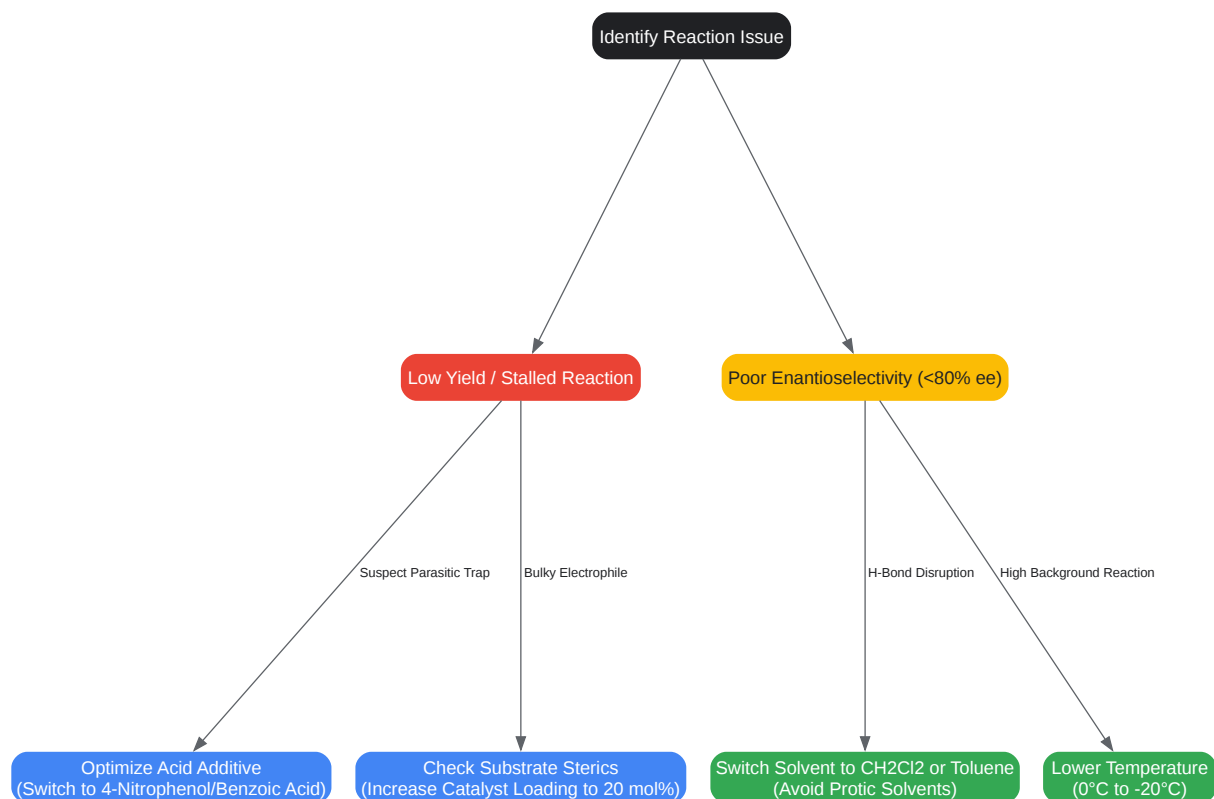 Identify Reaction Issue
Low Yield / Stalled Reaction
Poor Enantioselectivity (<80% ee)
Suspect Parasitic Trap
Bulky Electrophile
H-Bond Disruption
High Background Reaction
Optimize Acid Additive
(Switch to 4-Nitrophenol/Benzoic Acid)
Check Substrate Sterics
(Increase Catalyst Loading to 20 mol%)
Switch Solvent to CH2Cl2 or Toluene
(Avoid Protic Solvents)
Lower Temperature
(0°C to -20°C)